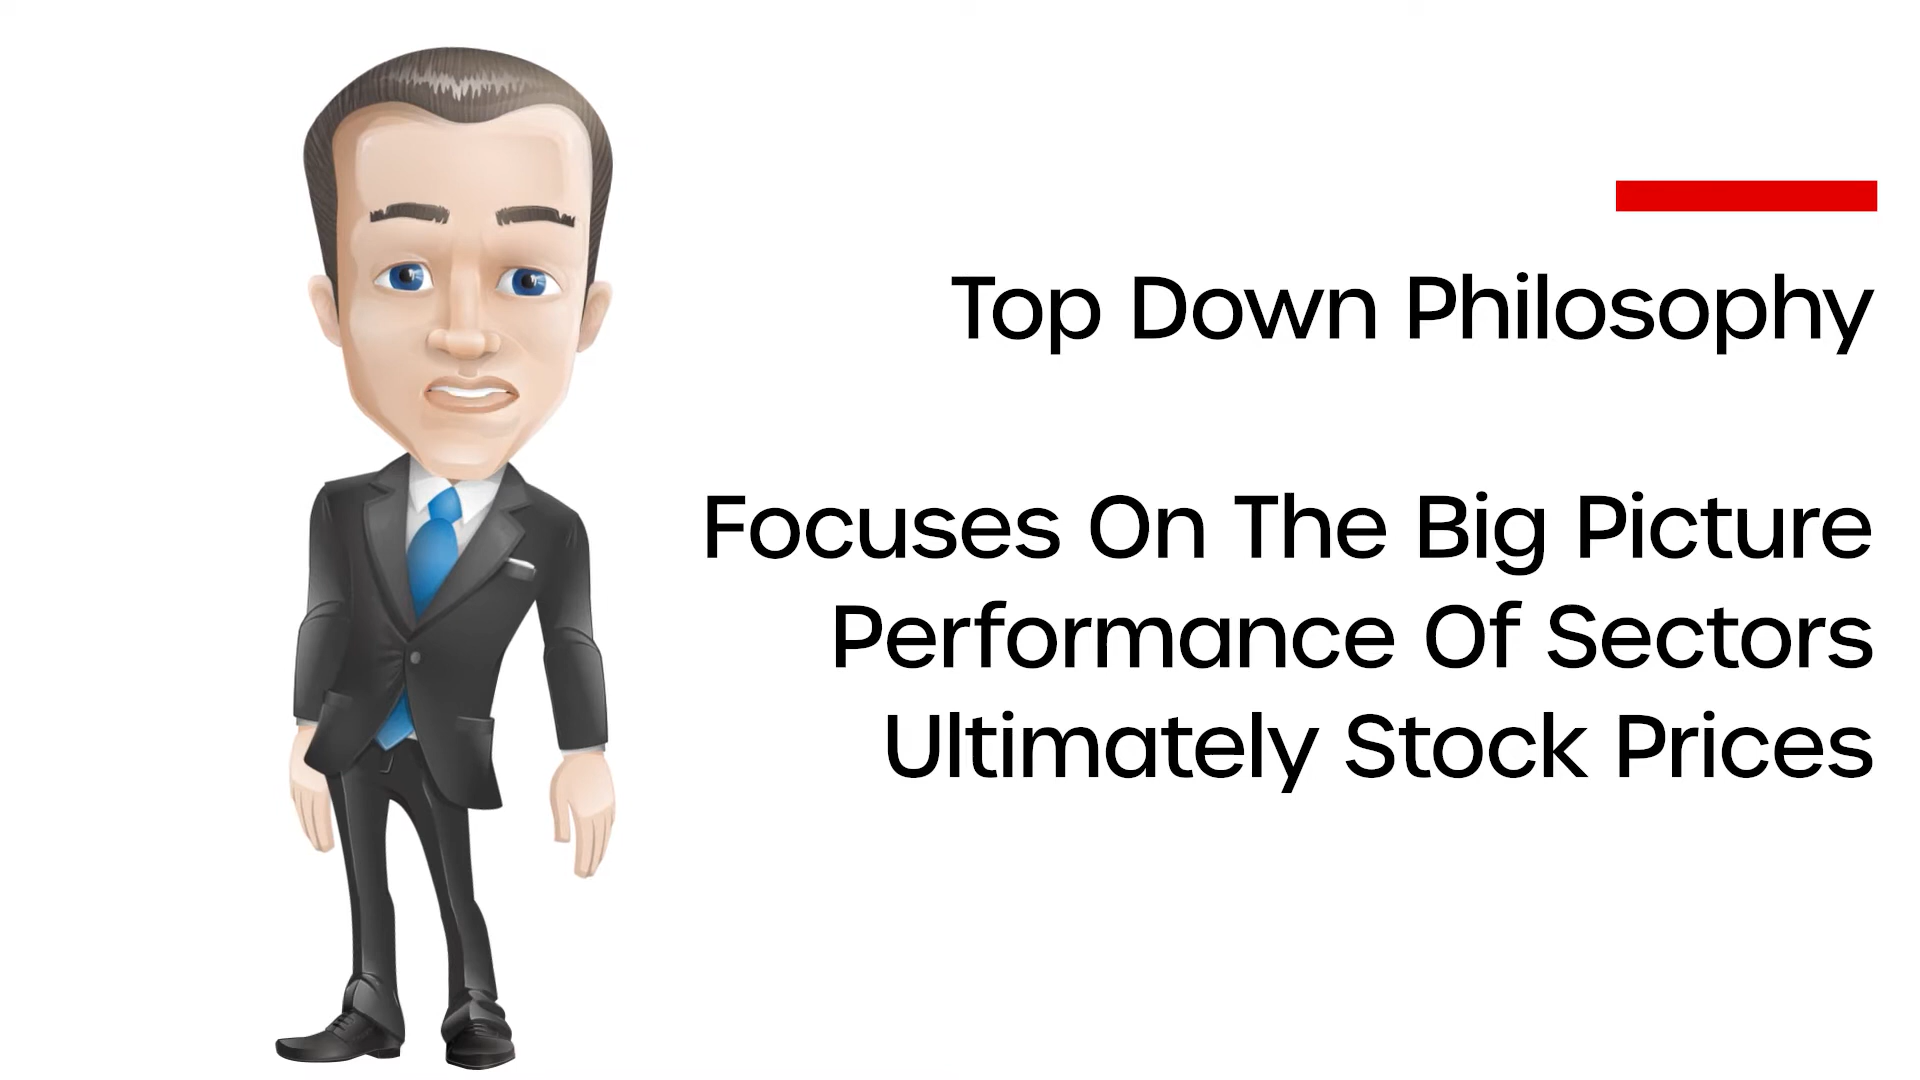 Top Down Philosophy
Focuses On The Big Picture
Performance Of Sectors
Ultimately Stock Prices